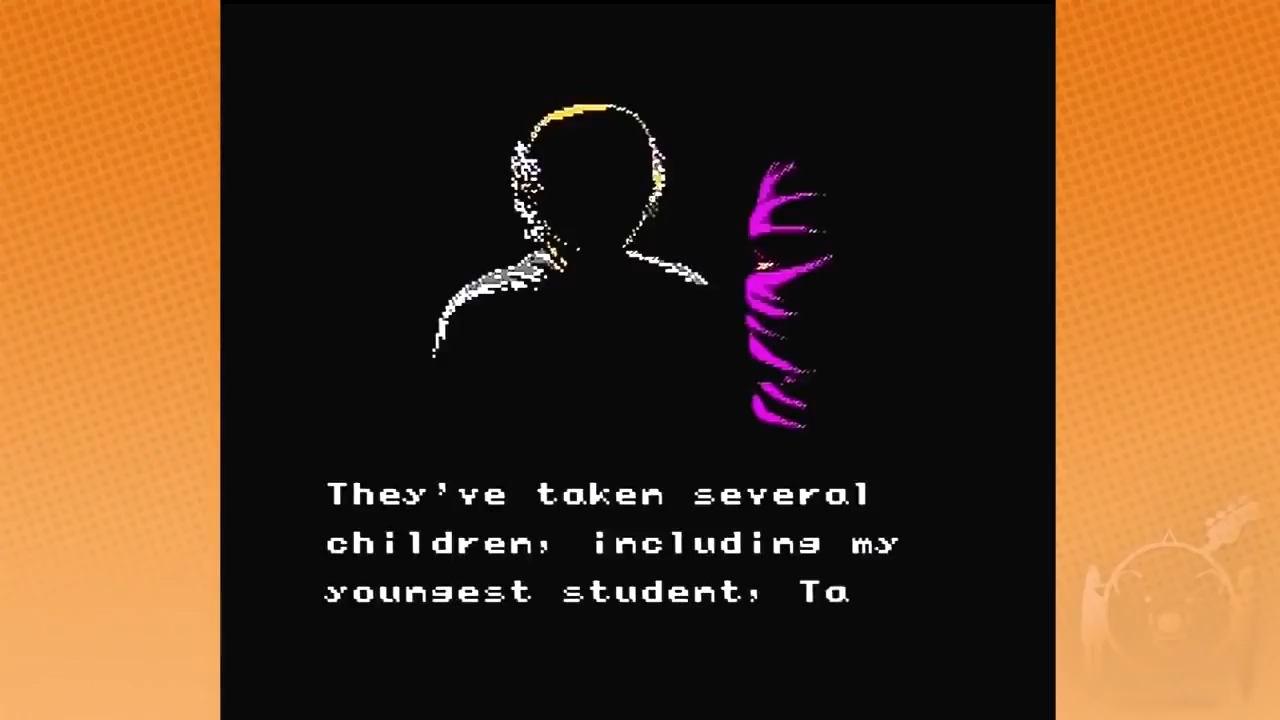 They've taken several
children, including my
youngest student, Ta